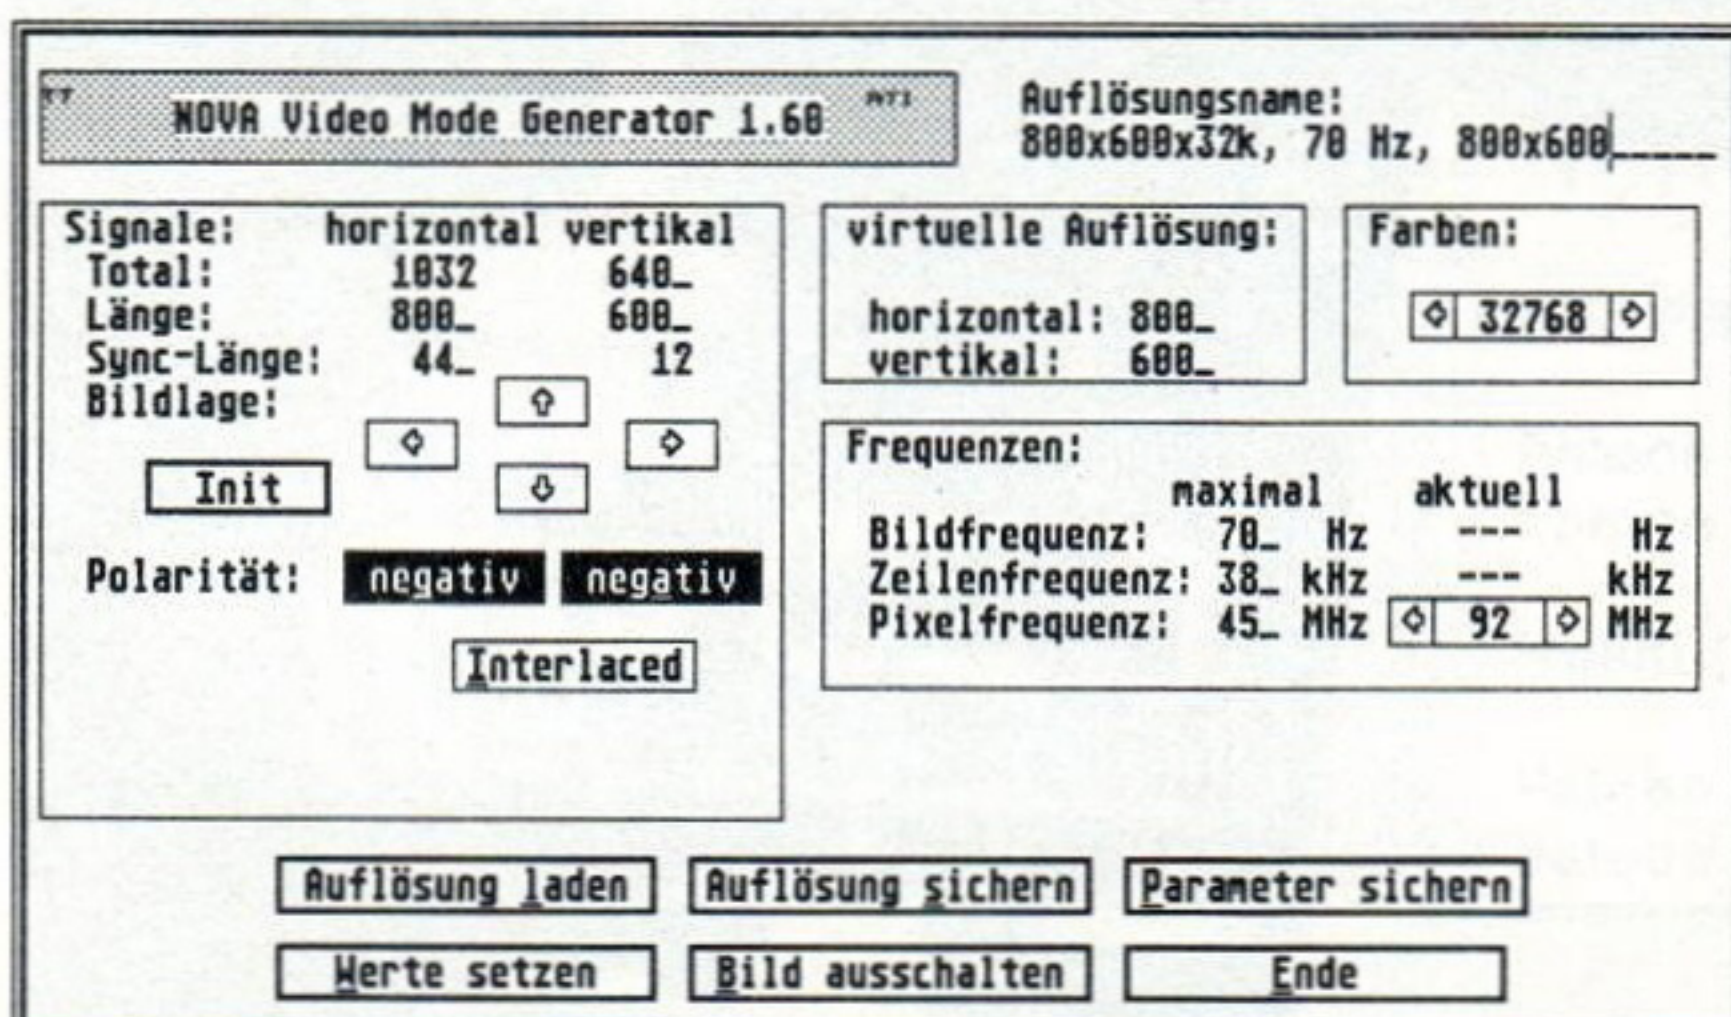 TT NOVA Video Mode Generator 1.60 ATI
Auflösungsname:
800x600x32k, 70 Hz, 800x600_____
Signale: horizontal vertikal
Total: 1032 640_
Länge: 800_ 600_
Sync-Länge: 44_ 12
Bildlage:
Init
Polarität: negativ negativ
Interlaced
virtuelle Auflösung:
horizontal: 800_
vertikal: 600_
Farben:
32768
Frequenzen:
maximal aktuell
Bildfrequenz: 70_ Hz --- Hz
Zeilenfrequenz: 38_ kHz --- kHz
Pixelfrequenz: 45_ MHz 92 MHz
Auflösung laden Auflösung sichern Parameter sichern
Werte setzen Bild ausschalten Ende